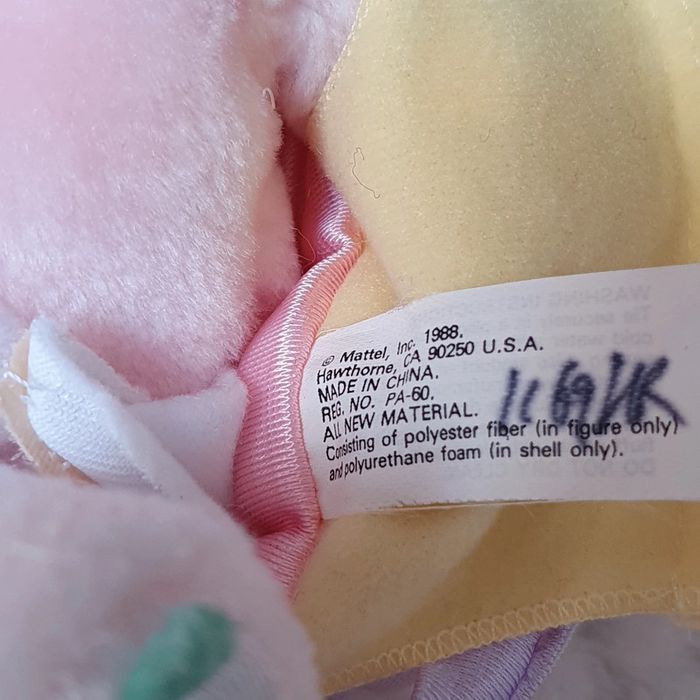 © Mattel, Inc. 1988.
Hawthorne, CA 90250 U.S.A.
MADE IN CHINA.
REG. NO. PA-60.
ALL NEW MATERIAL.
Consisting of polyester fiber (in figure only)
and polyurethane foam (in shell only).